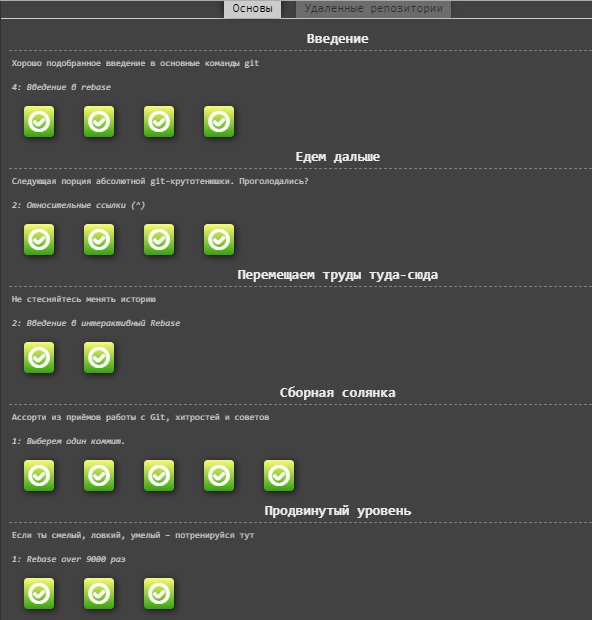 Основы
Удаленные репозитории
Введение
Хорошо подобранное введение в основные команды git
4: Введение в rebase
Едем дальше
Следующая порция абсолютной git-крутотенюшки. Проголодались?
2: Относительные ссылки (^)
Перемещаем труды туда-сюда
Не стесняйтесь менять историю
2: Введение в интерактивный Rebase
Сборная солянка
Ассорти из приёмов работы с Git, хитростей и советов
1: Выберем один коммит.
Продвинутый уровень
Если ты смелый, ловкий, умелый – потренируйся тут
1: Rebase over 9000 раз